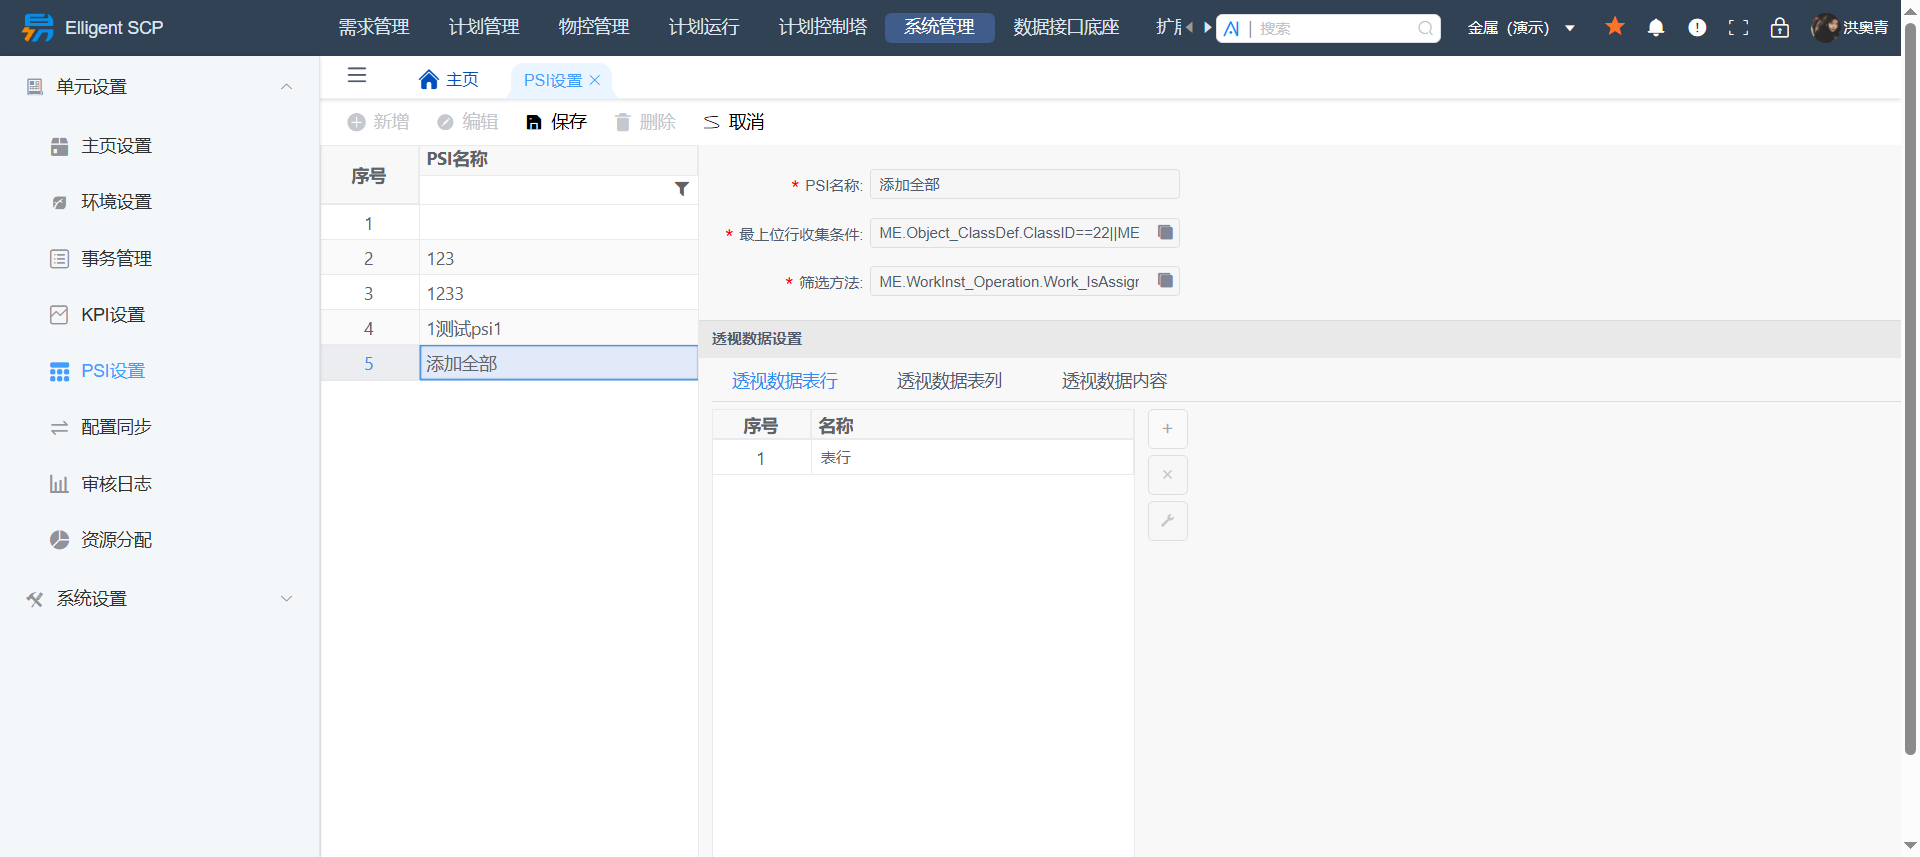 Elligent SCP
需求管理 计划管理 物控管理 计划运行 计划控制塔 系统管理 数据接口底座
搜索
金属 (演示)
洪奥青
单元设置
主页设置
环境设置
事务管理
KPI设置
PSI设置
配置同步
审核日志
资源分配
系统设置
主页 PSI设置
新增 编辑 保存 删除 取消
序号 PSI名称
1
2 123
3 1233
4 1测试psi1
5 添加全部
* PSI名称: 添加全部
* 最上位行收集条件: ME.Object_ClassDef.ClassID==22||ME
* 筛选方法: ME.WorkInst_Operation.Work_IsAssigr
透视数据设置
透视数据表行 透视数据表列 透视数据内容
序号 名称
1 表行